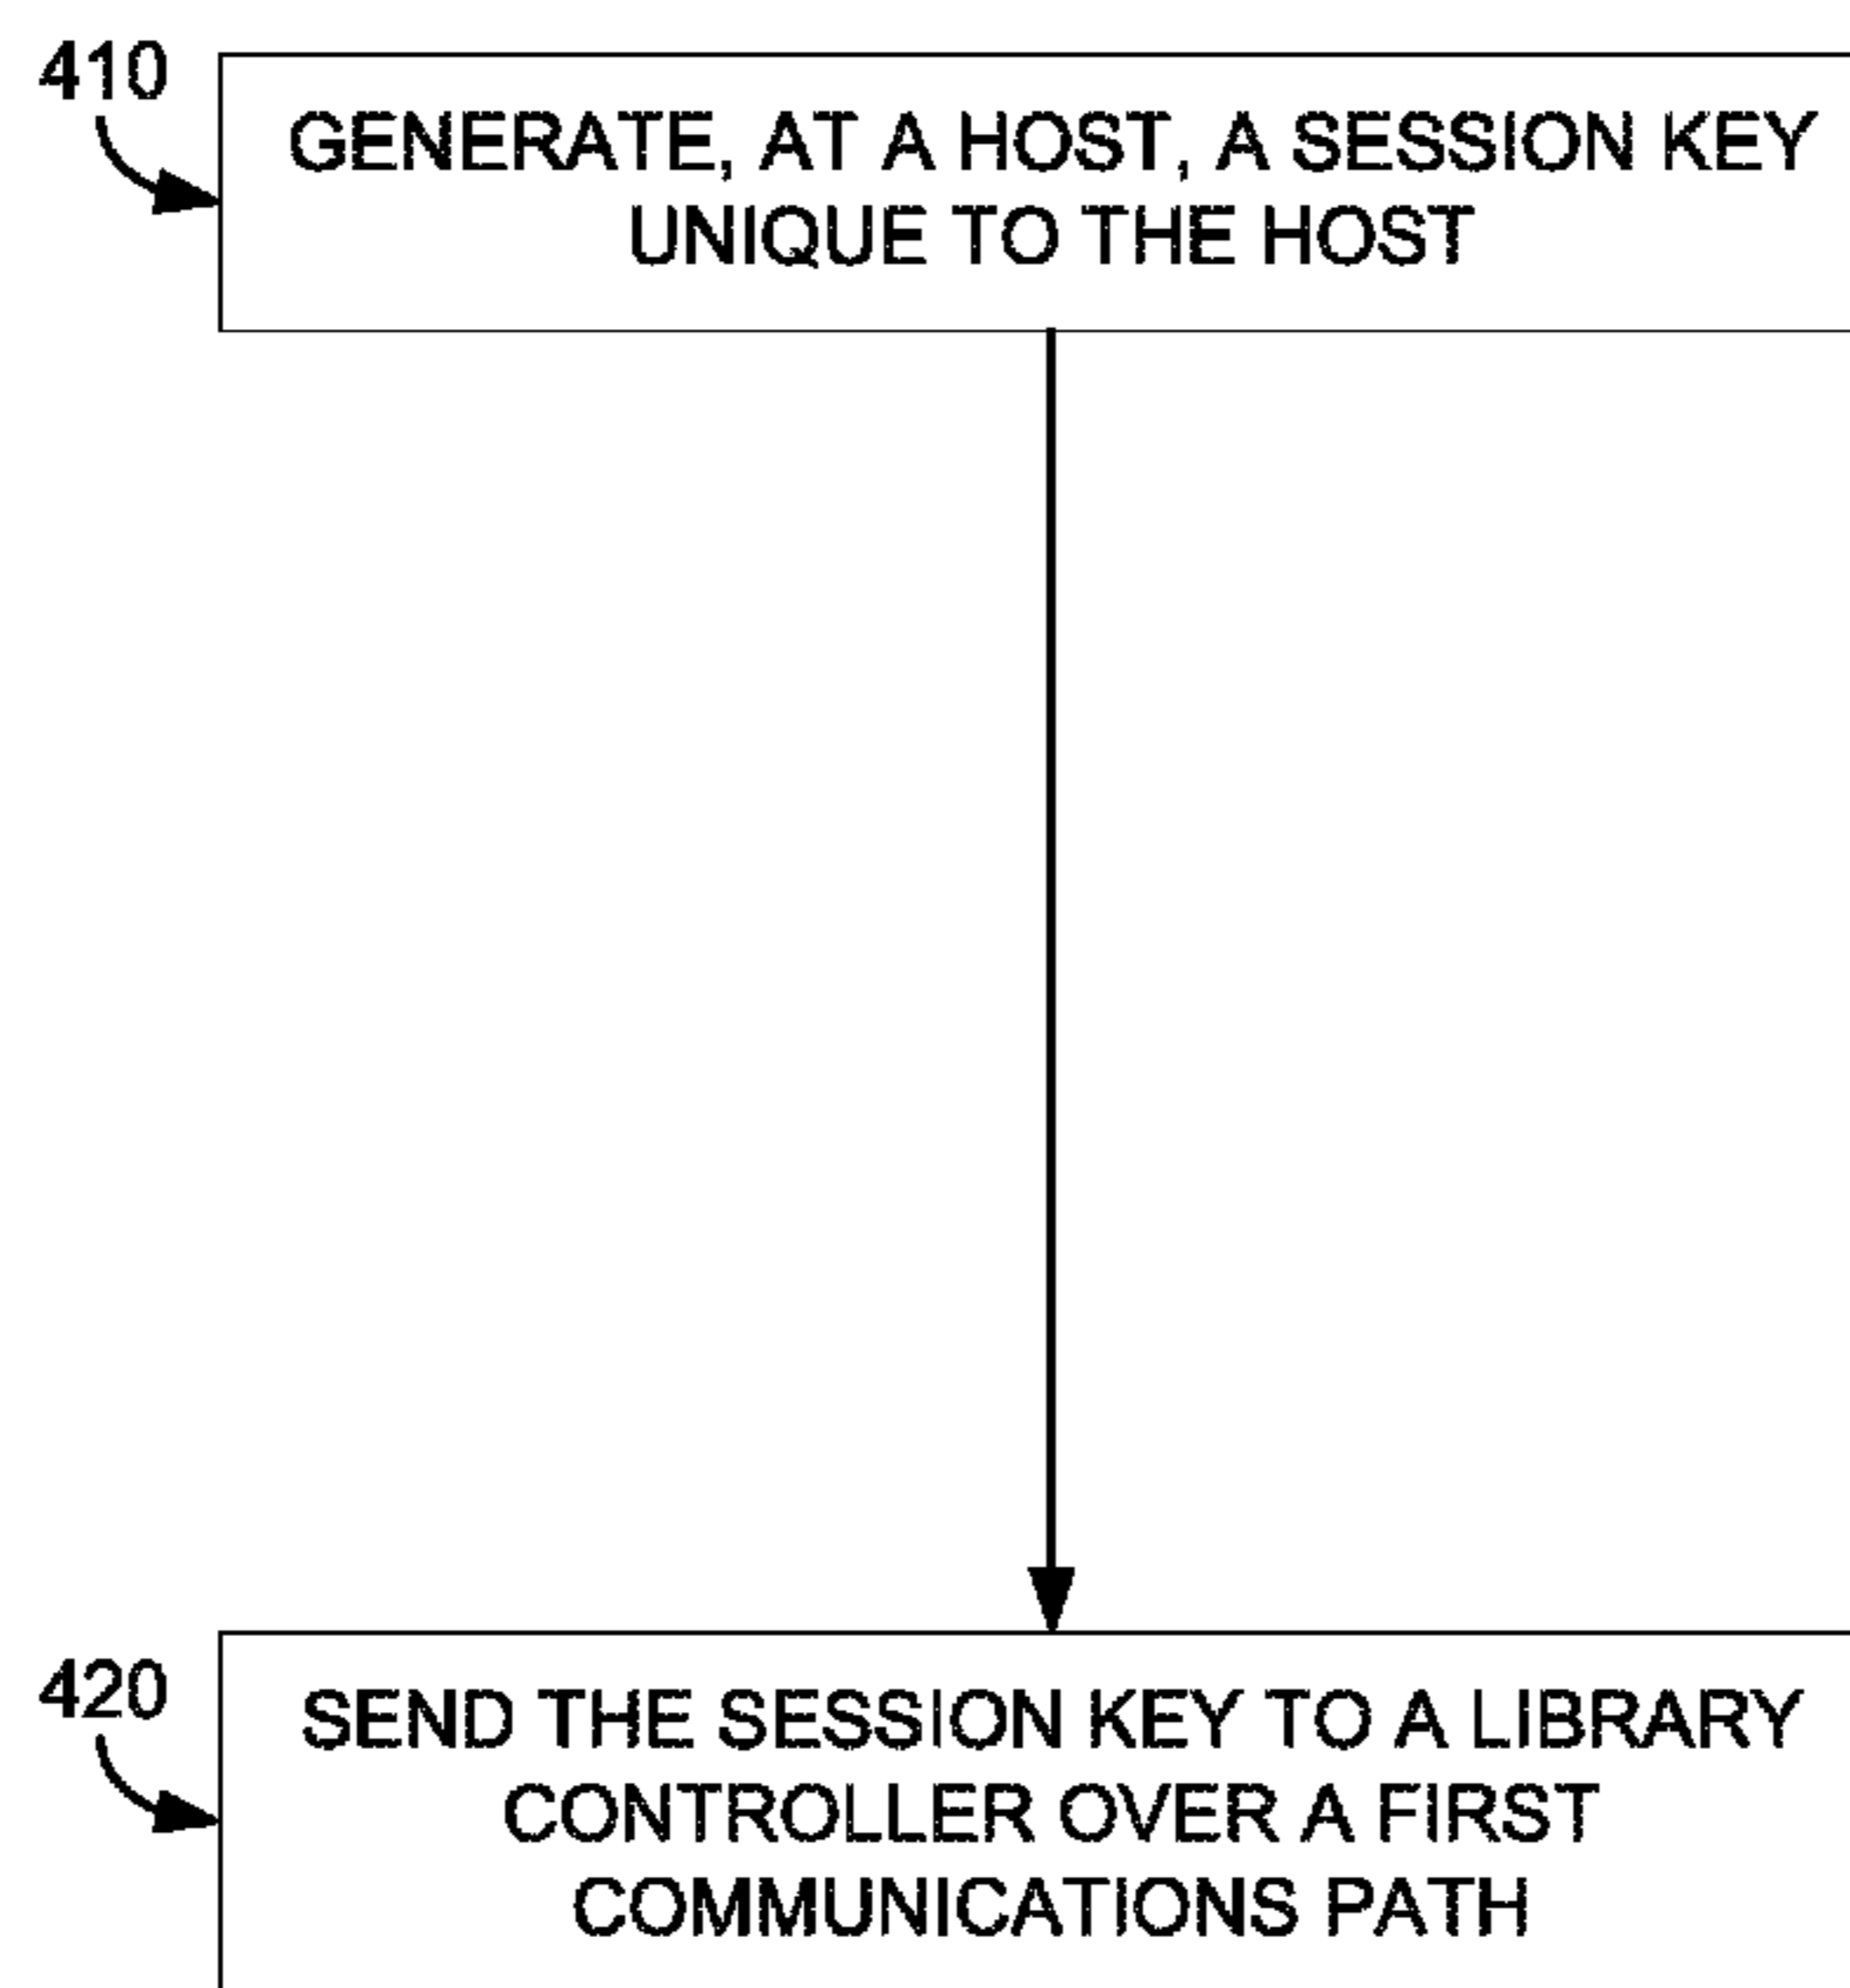 410
GENERATE, AT A HOST, A SESSION KEY
UNIQUE TO THE HOST
420
SEND THE SESSION KEY TO A LIBRARY
CONTROLLER OVER A FIRST
COMMUNICATIONS PATH